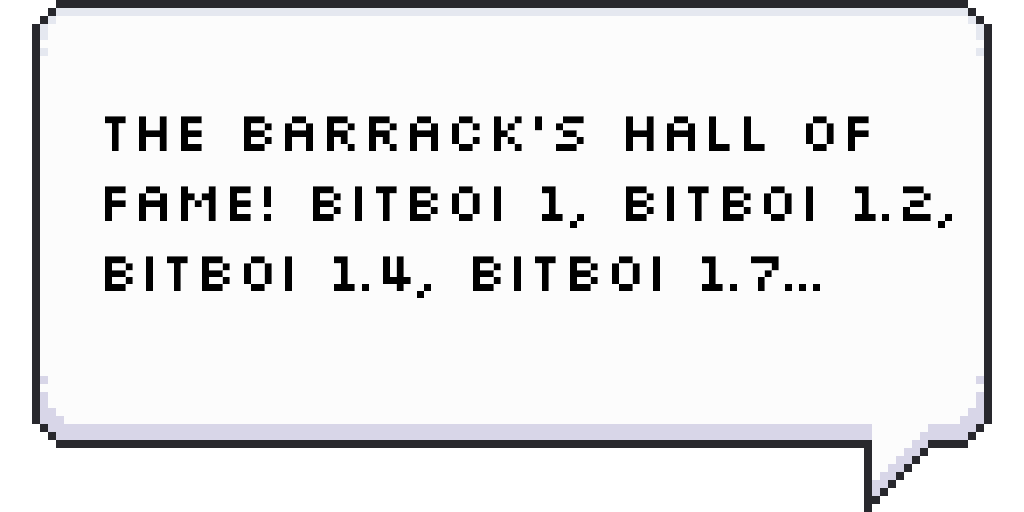 THE BARRACK'S HALL OF
FAME! BITBOI 1, BITBOI 1.2,
BITBOI 1.4, BITBOI 1.7...